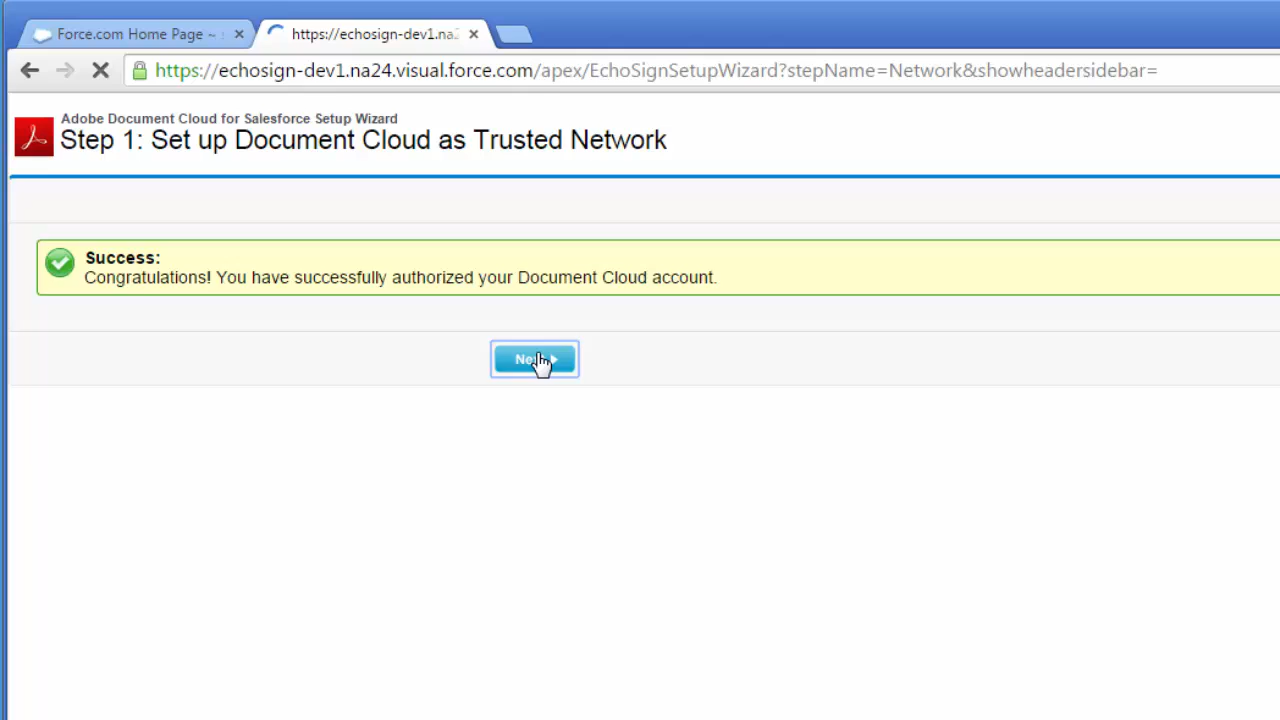 Force.com Home Page ~
https://echosign-dev1.na2
https://echosign-dev1.na24.visual.force.com/apex/EchoSignSetupWizard?stepName=Network&showheadersidebar=
Adobe Document Cloud for Salesforce Setup Wizard
Step 1: Set up Document Cloud as Trusted Network
Success:
Congratulations! You have successfully authorized your Document Cloud account.